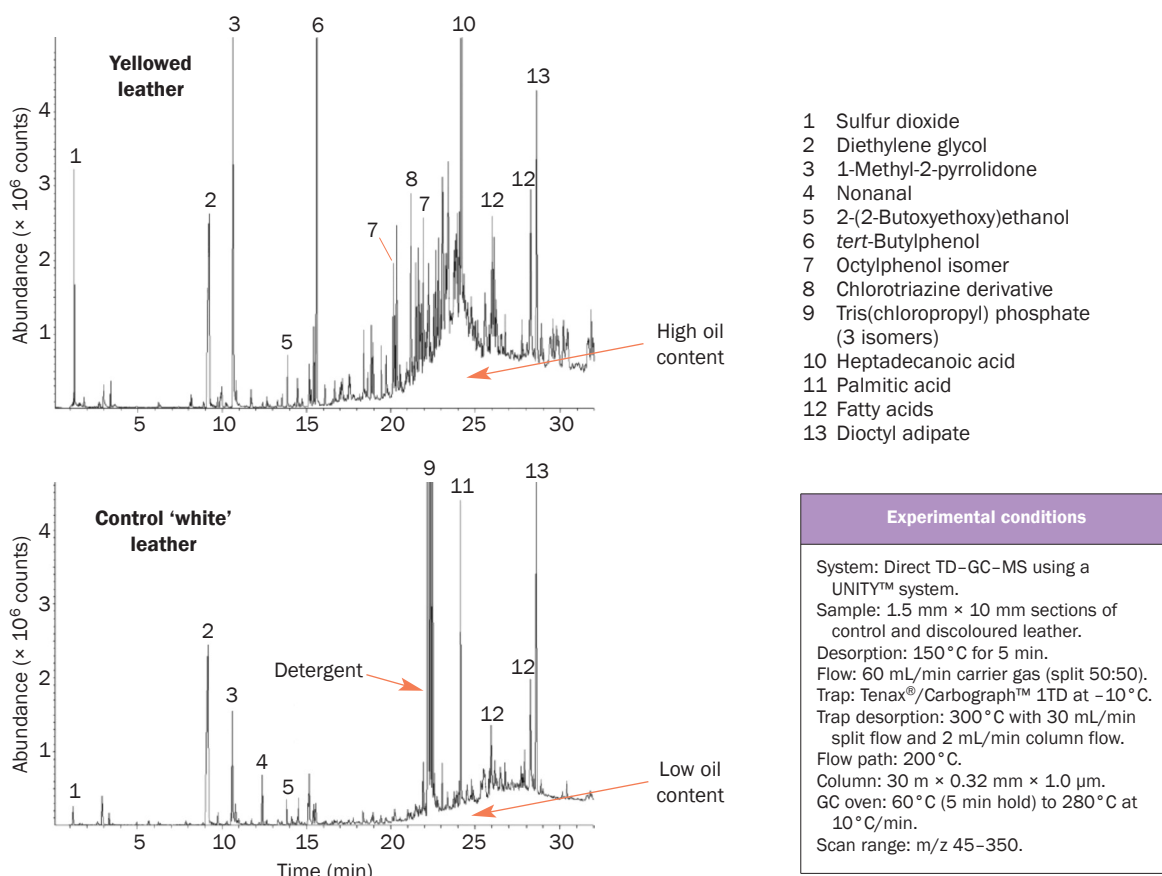 Yellowed
leather
Abundance (× 10⁶ counts)
4
3
2
1
1
2
3
5
6
7
8
7
10
12
12
13
High oil
content
5
10
15
20
25
30
Control ‘white’
leather
Abundance (× 10⁶ counts)
4
3
2
1
1
2
3
4
5
Detergent
9
11
12
12
13
Low oil
content
5
10
15
20
25
30
Time (min)
1 Sulfur dioxide
2 Diethylene glycol
3 1-Methyl-2-pyrrolidone
4 Nonanal
5 2-(2-Butoxyethoxy)ethanol
6 tert-Butylphenol
7 Octylphenol isomer
8 Chlorotriazine derivative
9 Tris(chloropropyl) phosphate
(3 isomers)
10 Heptadecanoic acid
11 Palmitic acid
12 Fatty acids
13 Dioctyl adipate
Experimental conditions
System: Direct TD–GC–MS using a
UNITY™ system.
Sample: 1.5 mm × 10 mm sections of
control and discoloured leather.
Desorption: 150°C for 5 min.
Flow: 60 mL/min carrier gas (split 50:50).
Trap: Tenax®/Carbograph™ 1TD at –10°C.
Trap desorption: 300°C with 30 mL/min
split flow and 2 mL/min column flow.
Flow path: 200°C.
Column: 30 m × 0.32 mm × 1.0 μm.
GC oven: 60°C (5 min hold) to 280°C at
10°C/min.
Scan range: m/z 45–350.